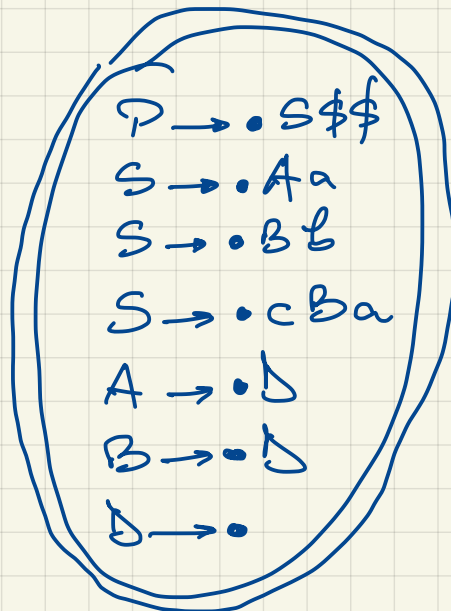 P → • S$$
S → • Aa
S → • Bb
S → • cBa
A → • D
B → • D
D → •